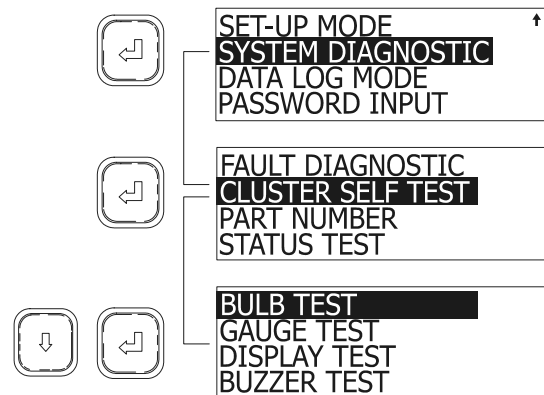 SET-UP MODE
SYSTEM DIAGNOSTIC
DATA LOG MODE
PASSWORD INPUT
FAULT DIAGNOSTIC
CLUSTER SELF TEST
PART NUMBER
STATUS TEST
BULB TEST
GAUGE TEST
DISPLAY TEST
BUZZER TEST